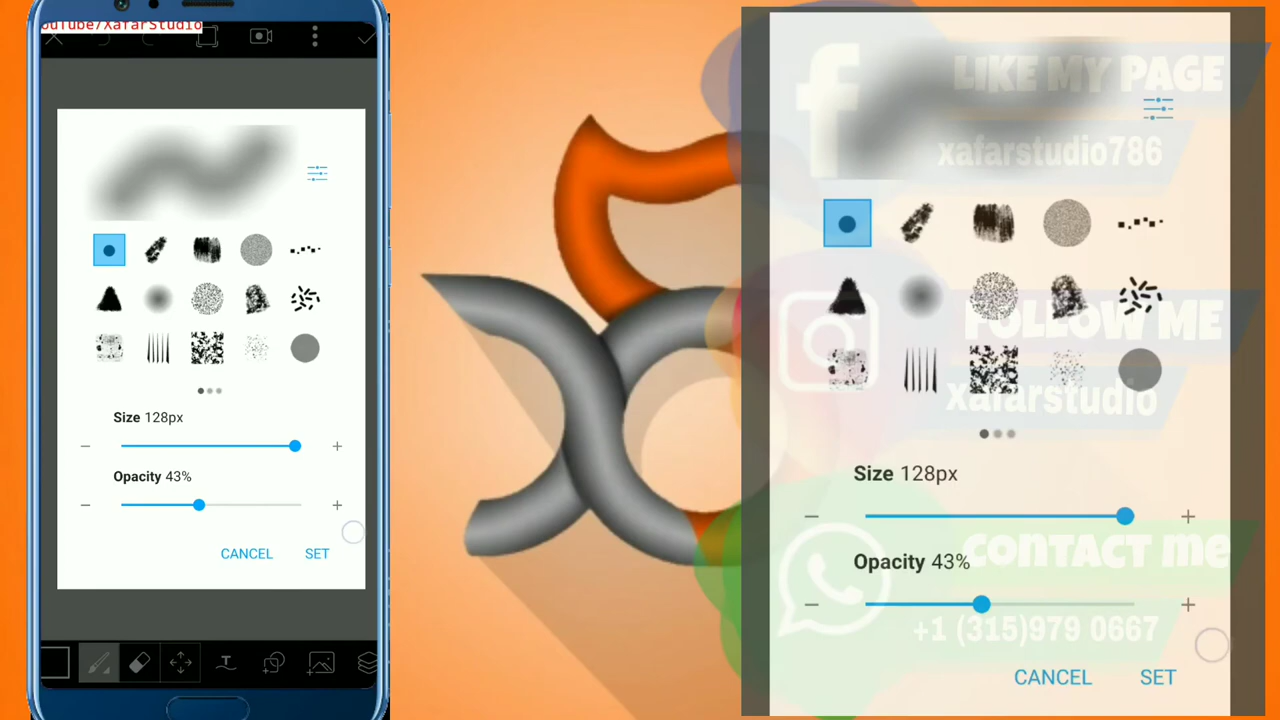 ouTube/XafarStudio
Size 128px
Opacity 43%
CANCEL SET
LIKE MY PAGE
xafarstudio786
FOLLOW ME
xafarstudio
Size 128px
Opacity 43%
contact me
+1 (315)979 0667
CANCEL SET